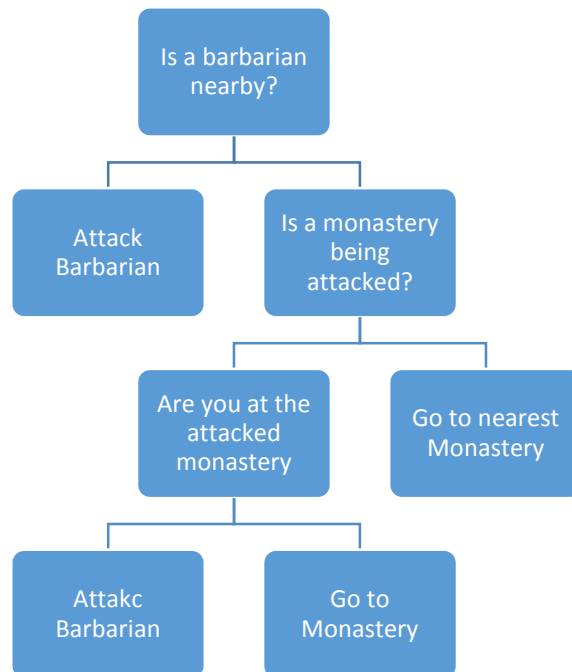 Is a barbarian
nearby?
Attack
Barbarian
Is a monastery
being
attacked?
Are you at the
attacked
monastery
Go to nearest
Monastery
Attakc
Barbarian
Go to
Monastery